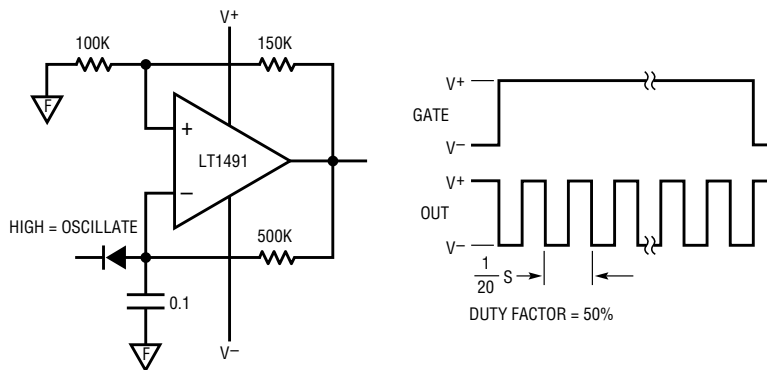 V+
100K
150K
F
+
LT1491
−
HIGH = OSCILLATE
500K
0.1
F
V−
V+
GATE
V−
V+
OUT
V−
1
20 S
DUTY FACTOR = 50%